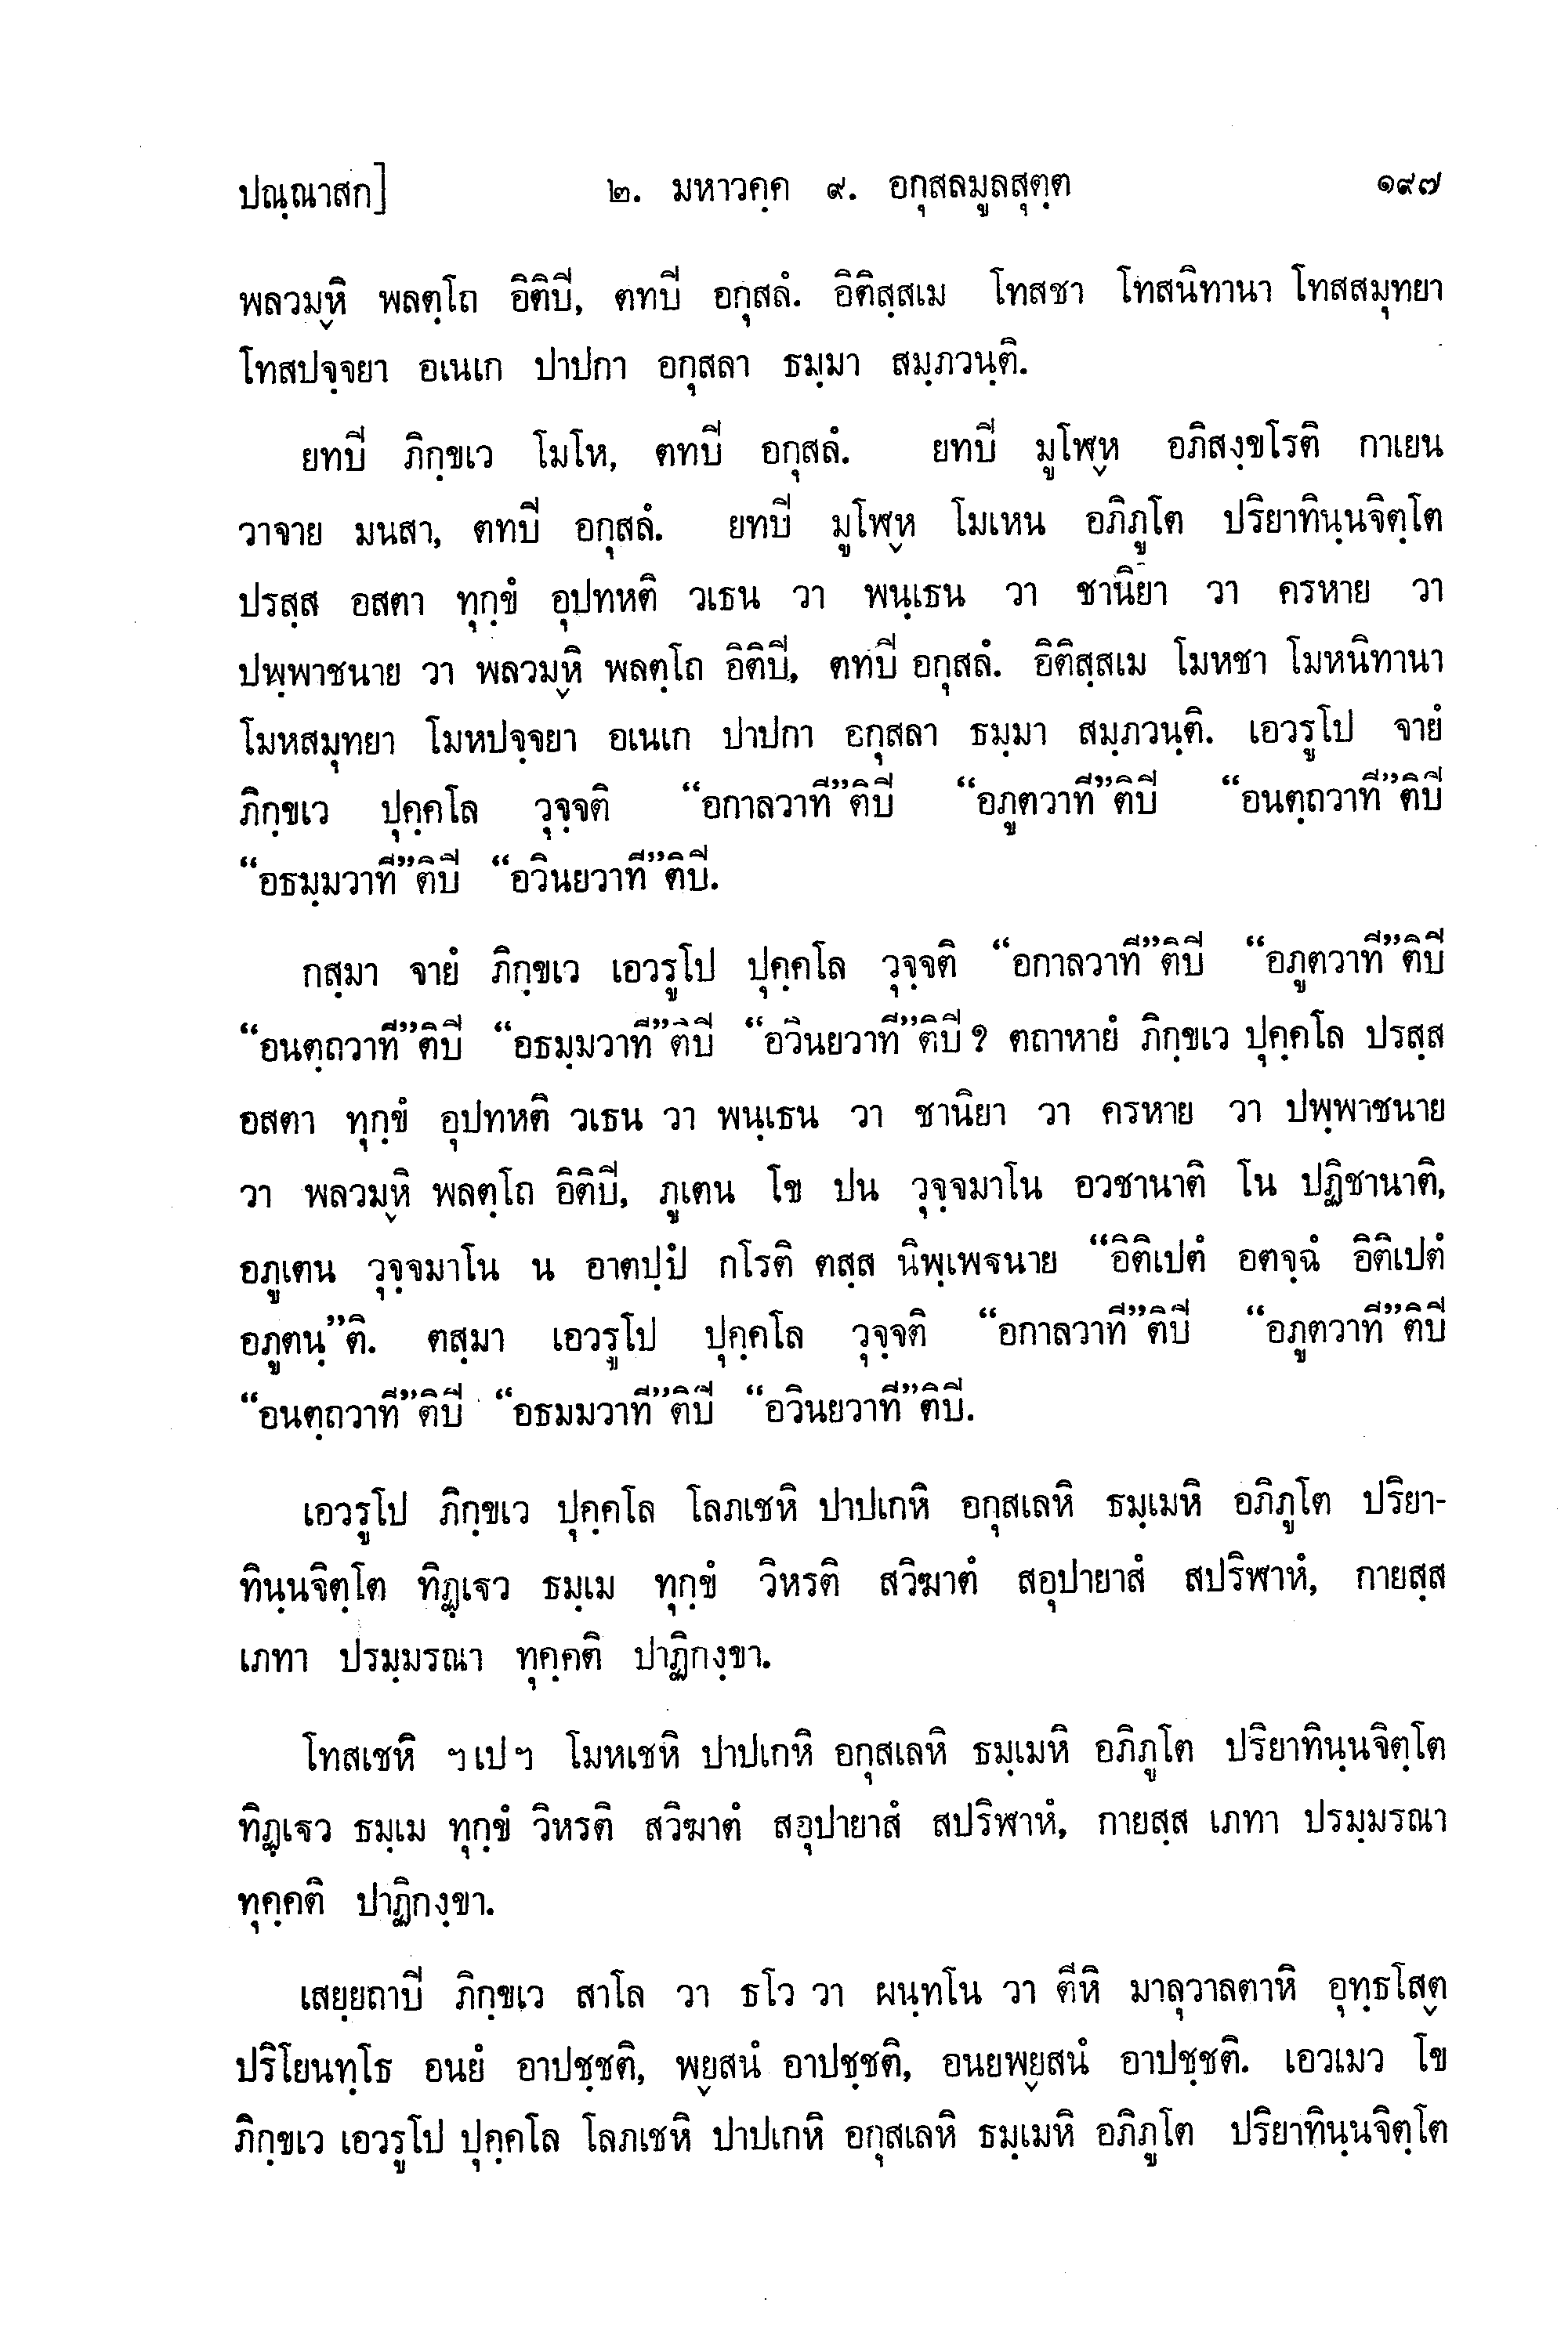 ปณฺณาสก]	๒. มหาวคฺค ๙. อกุสลมูลสุตฺต	๑๙๗
พลวมฺหิ พลตฺโถ อิติปี, ตทปี อกุสลํ. อิติสฺสเม โทสชา โทสนิทานา โทสสมุทยา
โทสปจฺจยา อเนเก ปาปกา อกุสลา ธมฺมา สมฺภวนฺติ.
ยทปี ภิกฺขเว โมโห, ตทปี อกุสลํ. ยทปี มูโฬฺห อภิสงฺขโรติ กาเยน
วาจาย มนสา, ตทปี อกุสลํ. ยทปี มูโฬฺห โมเหน อภิภูโต ปริยาทินฺนจิตฺโต
ปรสฺส อสตา ทุกฺขํ อุปทหติ วเธน วา พนฺเธน วา ชานิยา วา ครหาย วา
ปพฺพาชนาย วา พลวมฺหิ พลตฺโถ อิติปี, ตทปี อกุสลํ. อิติสฺสเม โมหชา โมหนิทานา
โมหสมุทยา โมหปจฺจยา อเนเก ปาปกา อกุสลา ธมฺมา สมฺภวนฺติ. เอวรูโป จายํ
ภิกฺขเว ปุคฺคโล วุจฺจติ “อกาลวาที”ติปี “อภูตวาที”ติปี “อนตฺถวาที”ติปี
“อธมฺมวาที”ติปี “อวินยวาที”ติปี.
กสฺมา จายํ ภิกฺขเว เอวรูโป ปุคฺคโล วุจฺจติ “อกาลวาที”ติปี “อภูตวาที”ติปี
“อนตฺถวาที”ติปี “อธมฺมวาที”ติปี “อวินยวาที”ติปี ? ตถาหายํ ภิกฺขเว ปุคฺคโล ปรสฺส
อสตา ทุกฺขํ อุปทหติ วเธน วา พนฺเธน วา ชานิยา วา ครหาย วา ปพฺพาชนาย
วา พลวมฺหิ พลตฺโถ อิติปี, ภูเตน โข ปน วุจฺจมาโน อวชานาติ โน ปฏิชานาติ,
อภูเตน วุจฺจมาโน น อาตปฺปํ กโรติ ตสฺส นิพฺเพธนาย “อิติเปตํ อตจฺฉํ อิติเปตํ
อภูตนฺ”ติ. ตสฺมา เอวรูโป ปุคฺคโล วุจฺจติ “อกาลวาที”ติปี “อภูตวาที”ติปี
“อนตฺถวาที”ติปี “อธมมวาที”ติปี “อวินยวาที”ติปี.
เอวรูโป ภิกฺขเว ปุคฺคโล โลภเชหิ ปาปเกหิ อกุสเลหิ ธมฺเมหิ อภิภูโต ปริยา-
ทินฺนจิตฺโต ทิฏฺเฐว ธมฺเม ทุกฺขํ วิหรติ สวิฆาตํ สอุปายาสํ สปริฬาหํ, กายสฺส
เภทา ปรมฺมรณา ทุคฺคติ ปาฏิกงฺขา.
โทสเชหิ ฯเปฯ โมหเชหิ ปาปเกหิ อกุสเลหิ ธมฺเมหิ อภิภูโต ปริยาทินฺนจิตฺโต
ทิฏฺเฐว ธมฺเม ทุกฺขํ วิหรติ สวิฆาตํ สอุปายาสํ สปริฬาหํ, กายสฺส เภทา ปรมฺมรณา
ทุคฺคติ ปาฏิกงฺขา.
เสยฺยถาปี ภิกฺขเว สาโล วา ธโว วา ผนฺทโน วา ตีหิ มาลุวาลตาหิ อุทฺธโสฺต
ปริโยนทฺโธ อนยํ อาปชฺชติ, พฺยสนํ อาปชฺชติ, อนยพฺยสนํ อาปชฺชติ. เอวเมว โข
ภิกฺขเว เอวรูโป ปุคฺคโล โลภเชหิ ปาปเกหิ อกุสเลหิ ธมฺเมหิ อภิภูโต ปริยาทินฺนจิตฺโต